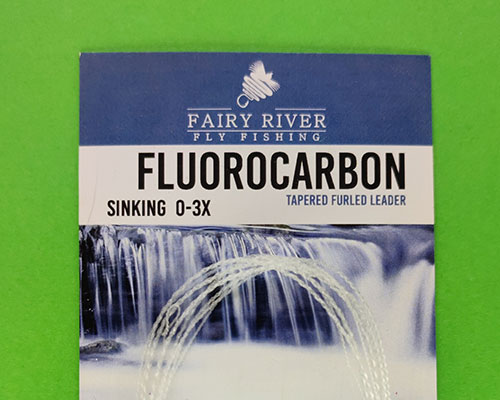 FAIRY RIVER
FLY FISHING
FLUOROCARBON
TAPERED FURLED LEADER
SINKING 0-3X